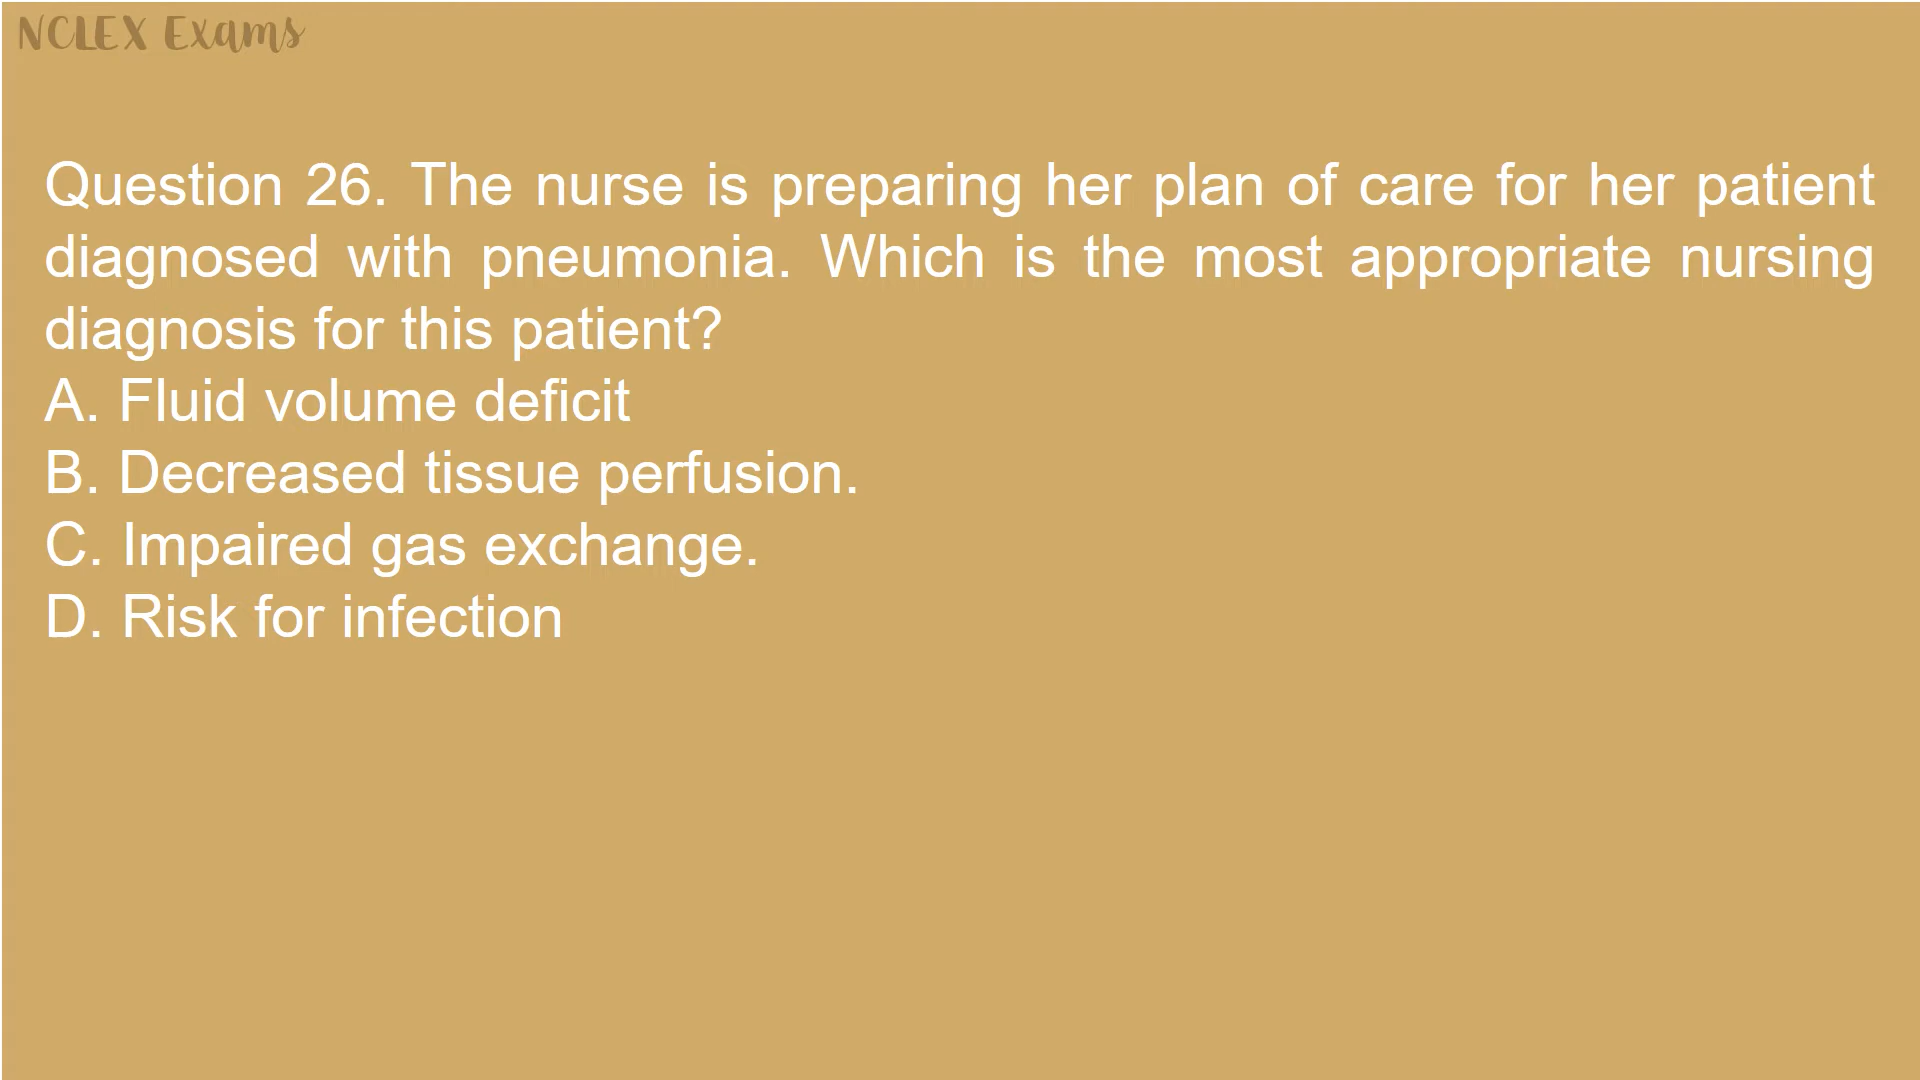 NCLEX Exams
Question 26. The nurse is preparing her plan of care for her patient
diagnosed with pneumonia. Which is the most appropriate nursing
diagnosis for this patient?
A. Fluid volume deficit
B. Decreased tissue perfusion.
C. Impaired gas exchange.
D. Risk for infection